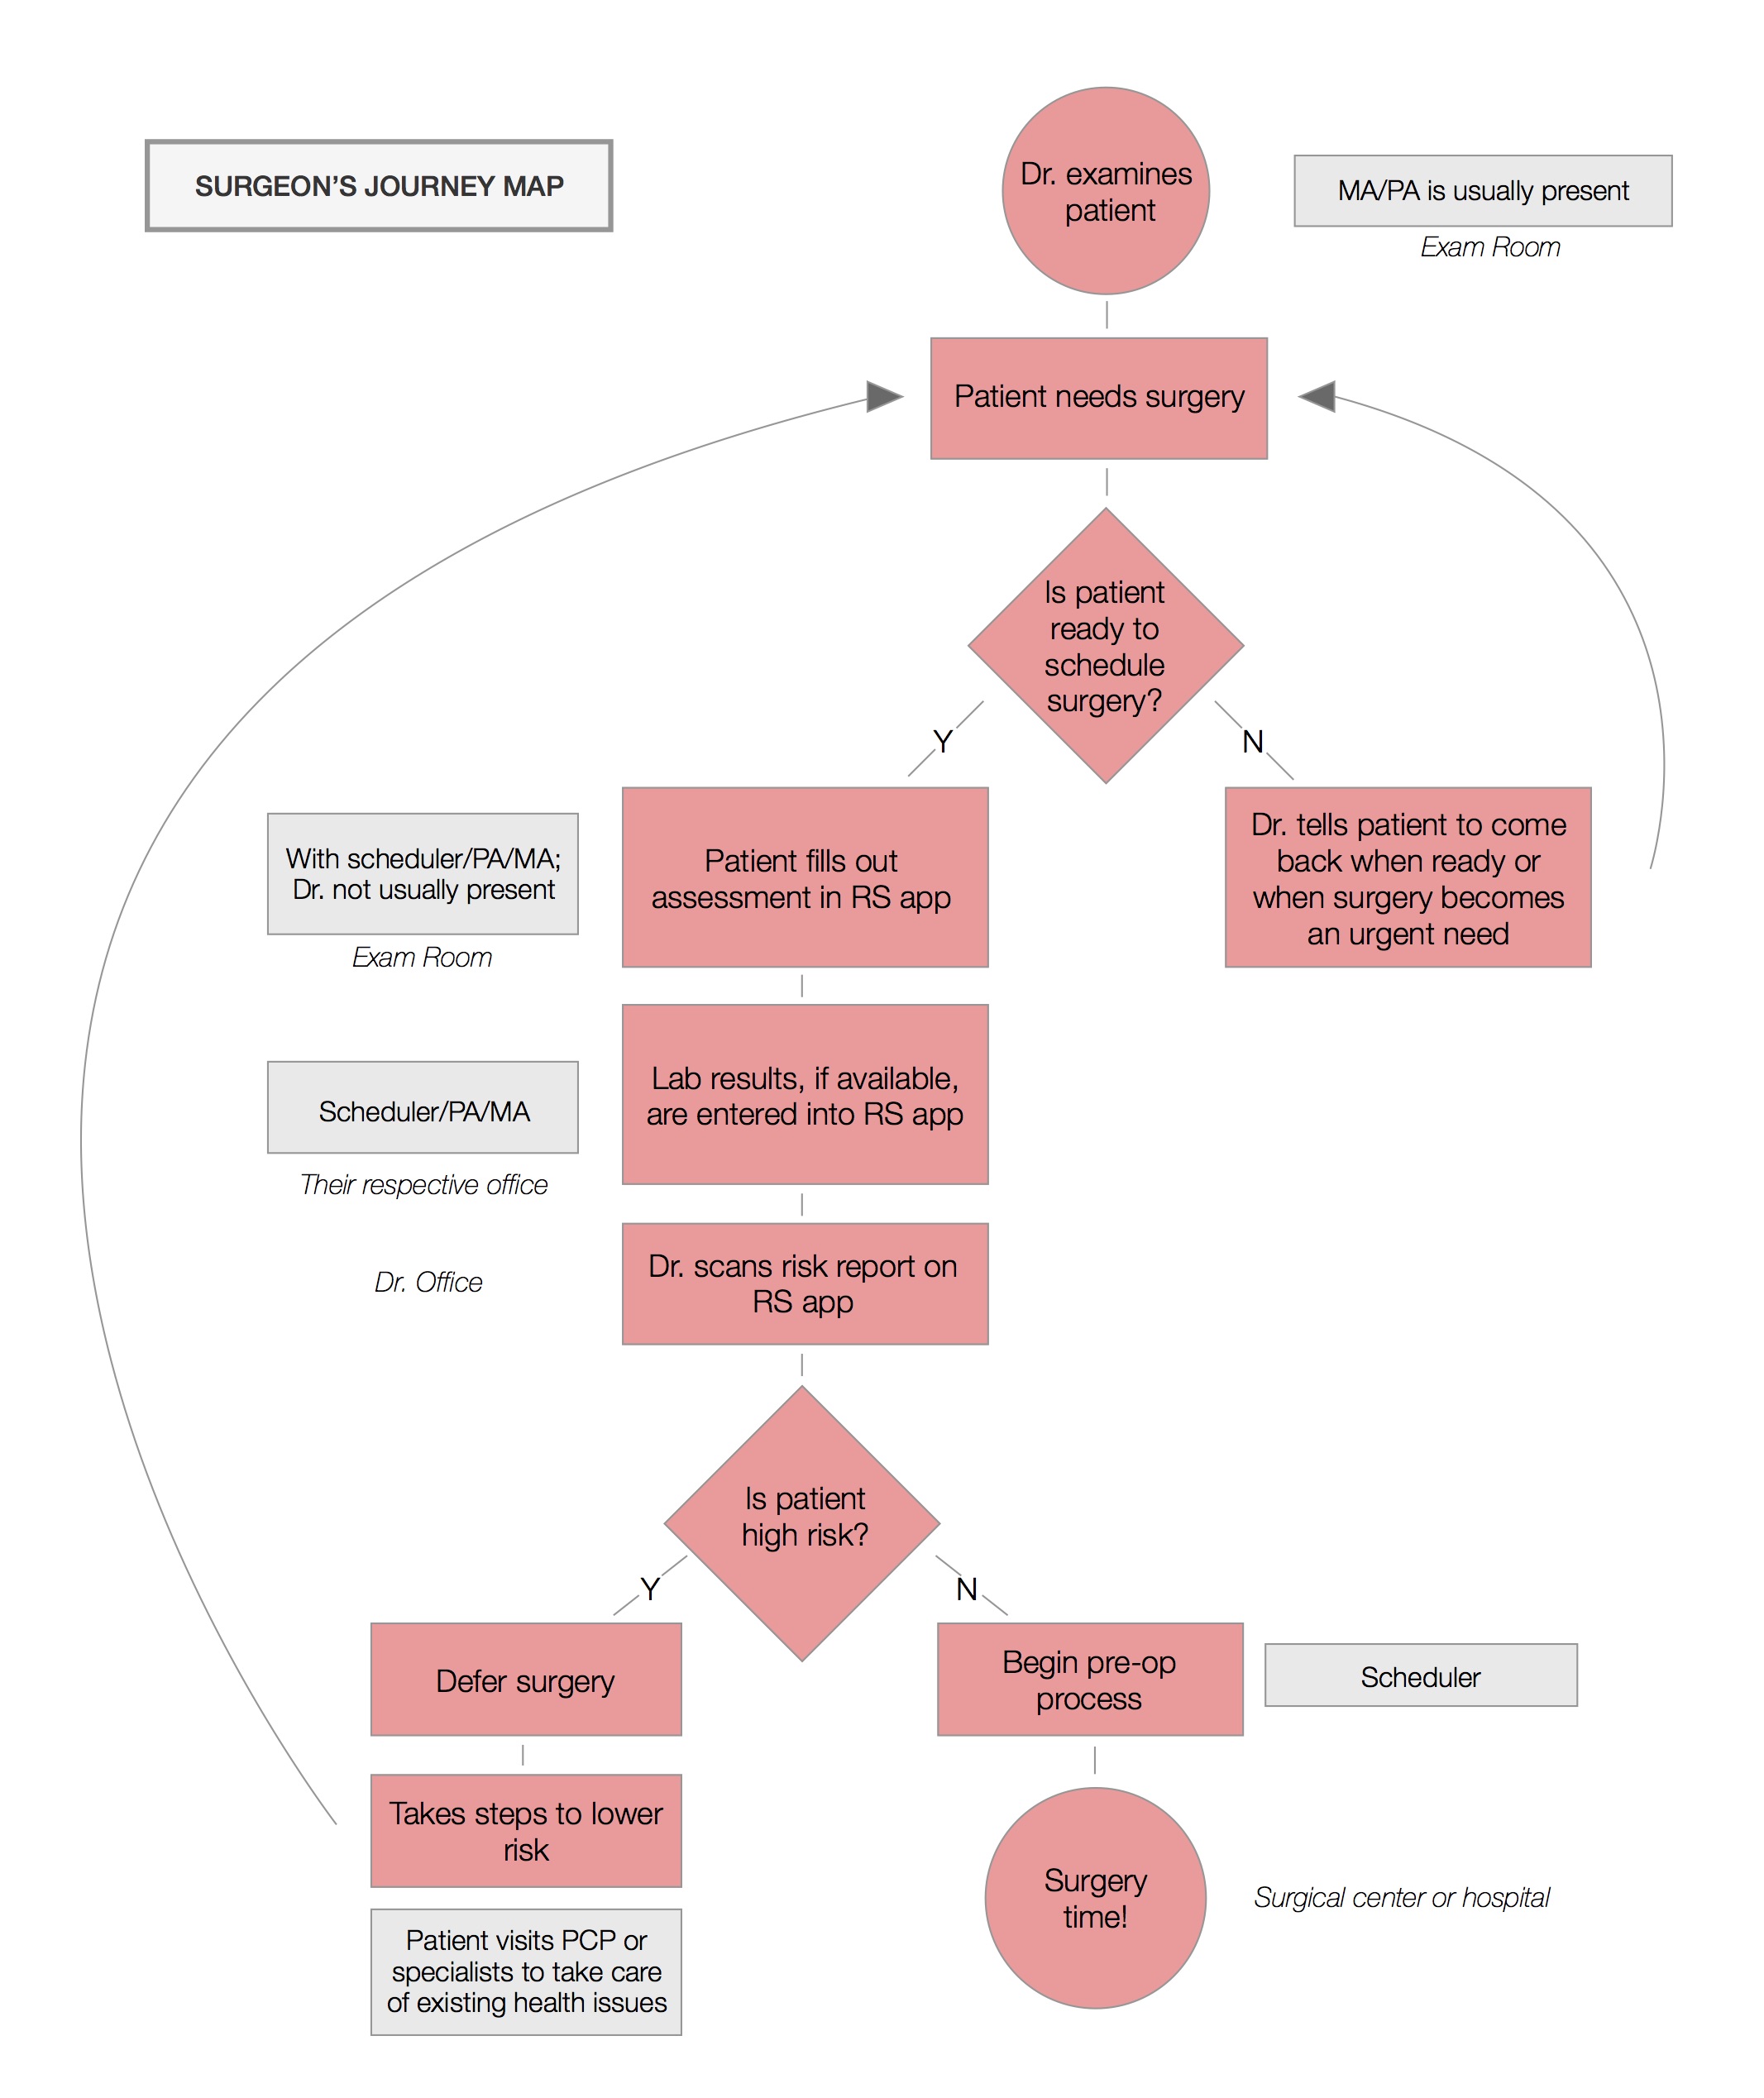 SURGEON’S JOURNEY MAP
Dr. examines
patient
MA/PA is usually present
Exam Room
Patient needs surgery
Is patient
ready to
schedule
surgery?
Y
N
With scheduler/PA/MA;
Dr. not usually present
Exam Room
Patient fills out
assessment in RS app
Dr. tells patient to come
back when ready or
when surgery becomes
an urgent need
Scheduler/PA/MA
Their respective office
Lab results, if available,
are entered into RS app
Dr. Office
Dr. scans risk report on
RS app
Is patient
high risk?
Y
N
Defer surgery
Begin pre-op
process
Scheduler
Takes steps to lower
risk
Patient visits PCP or
specialists to take care
of existing health issues
Surgery
time!
Surgical center or hospital